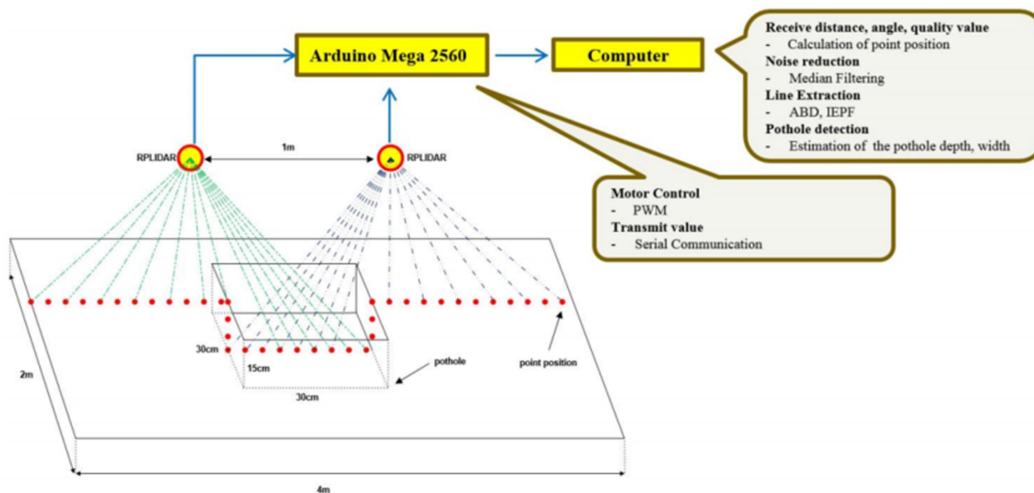 Arduino Mega 2560
Computer
Receive distance, angle, quality value
- Calculation of point position
Noise reduction
- Median Filtering
Line Extraction
- ABD, IEPF
Pothole detection
- Estimation of the pothole depth, width
RPLIDAR
1m
RPLIDAR
Motor Control
- PWM
Transmit value
- Serial Communication
30cm
15cm
30cm
pothole
point position
2m
4m